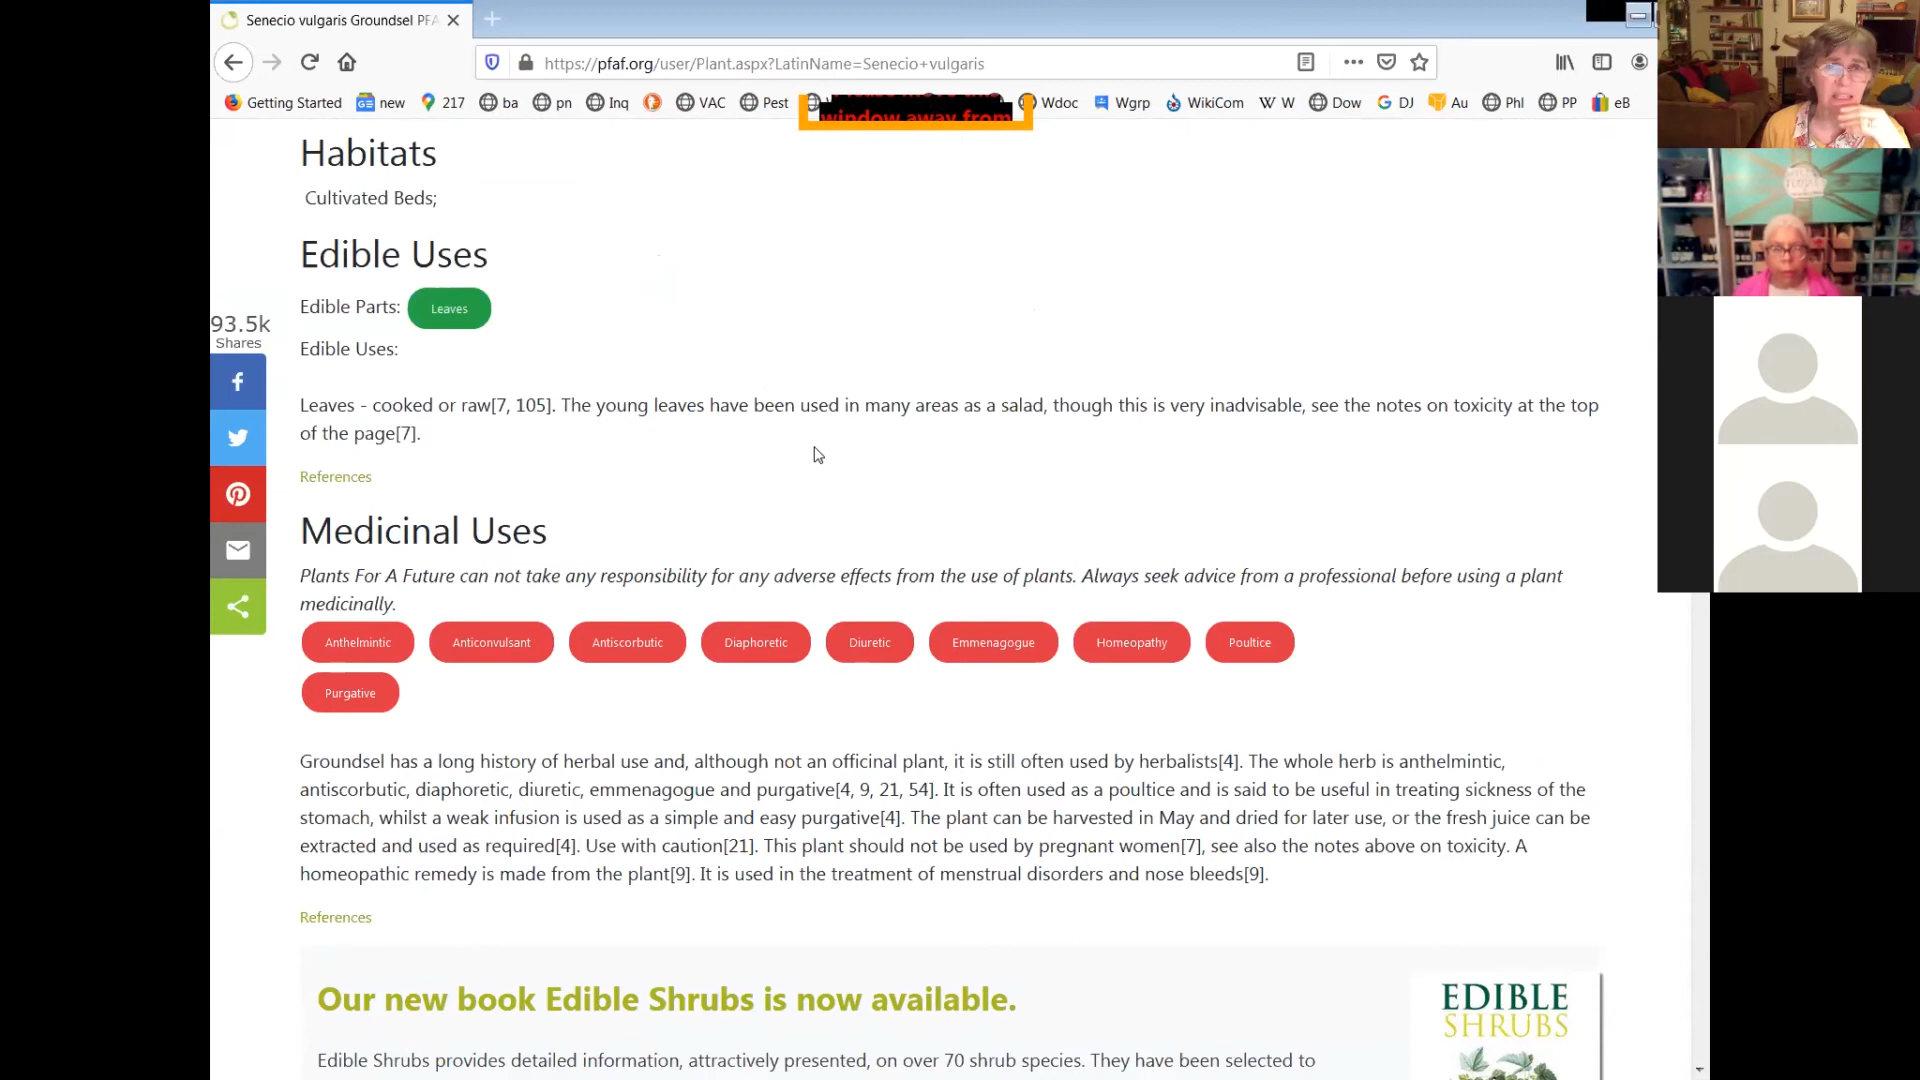 Senecio vulgaris Groundsel PFA
https://pfaf.org/user/Plant.aspx?LatinName=Senecio+vulgaris
Getting Started new 217 ba pn Inq VAC Pest Wdoc Wgrp WikiCom W W Dow G DJ Au Phl PP eB
window away from
Habitats
Cultivated Beds;
Edible Uses
Edible Parts: Leaves
Edible Uses:
93.5k
Shares
Leaves - cooked or raw[7, 105]. The young leaves have been used in many areas as a salad, though this is very inadvisable, see the notes on toxicity at the top
of the page[7].
References
Medicinal Uses
Plants For A Future can not take any responsibility for any adverse effects from the use of plants. Always seek advice from a professional before using a plant
medicinally.
Anthelmintic Anticonvulsant Antiscorbutic Diaphoretic Diuretic Emmenagogue Homeopathy Poultice
Purgative
Groundsel has a long history of herbal use and, although not an officinal plant, it is still often used by herbalists[4]. The whole herb is anthelmintic,
antiscorbutic, diaphoretic, diuretic, emmenagogue and purgative[4, 9, 21, 54]. It is often used as a poultice and is said to be useful in treating sickness of the
stomach, whilst a weak infusion is used as a simple and easy purgative[4]. The plant can be harvested in May and dried for later use, or the fresh juice can be
extracted and used as required[4]. Use with caution[21]. This plant should not be used by pregnant women[7], see also the notes above on toxicity. A
homeopathic remedy is made from the plant[9]. It is used in the treatment of menstrual disorders and nose bleeds[9].
References
Our new book Edible Shrubs is now available.
Edible Shrubs provides detailed information, attractively presented, on over 70 shrub species. They have been selected to
EDIBLE
SHRUBS